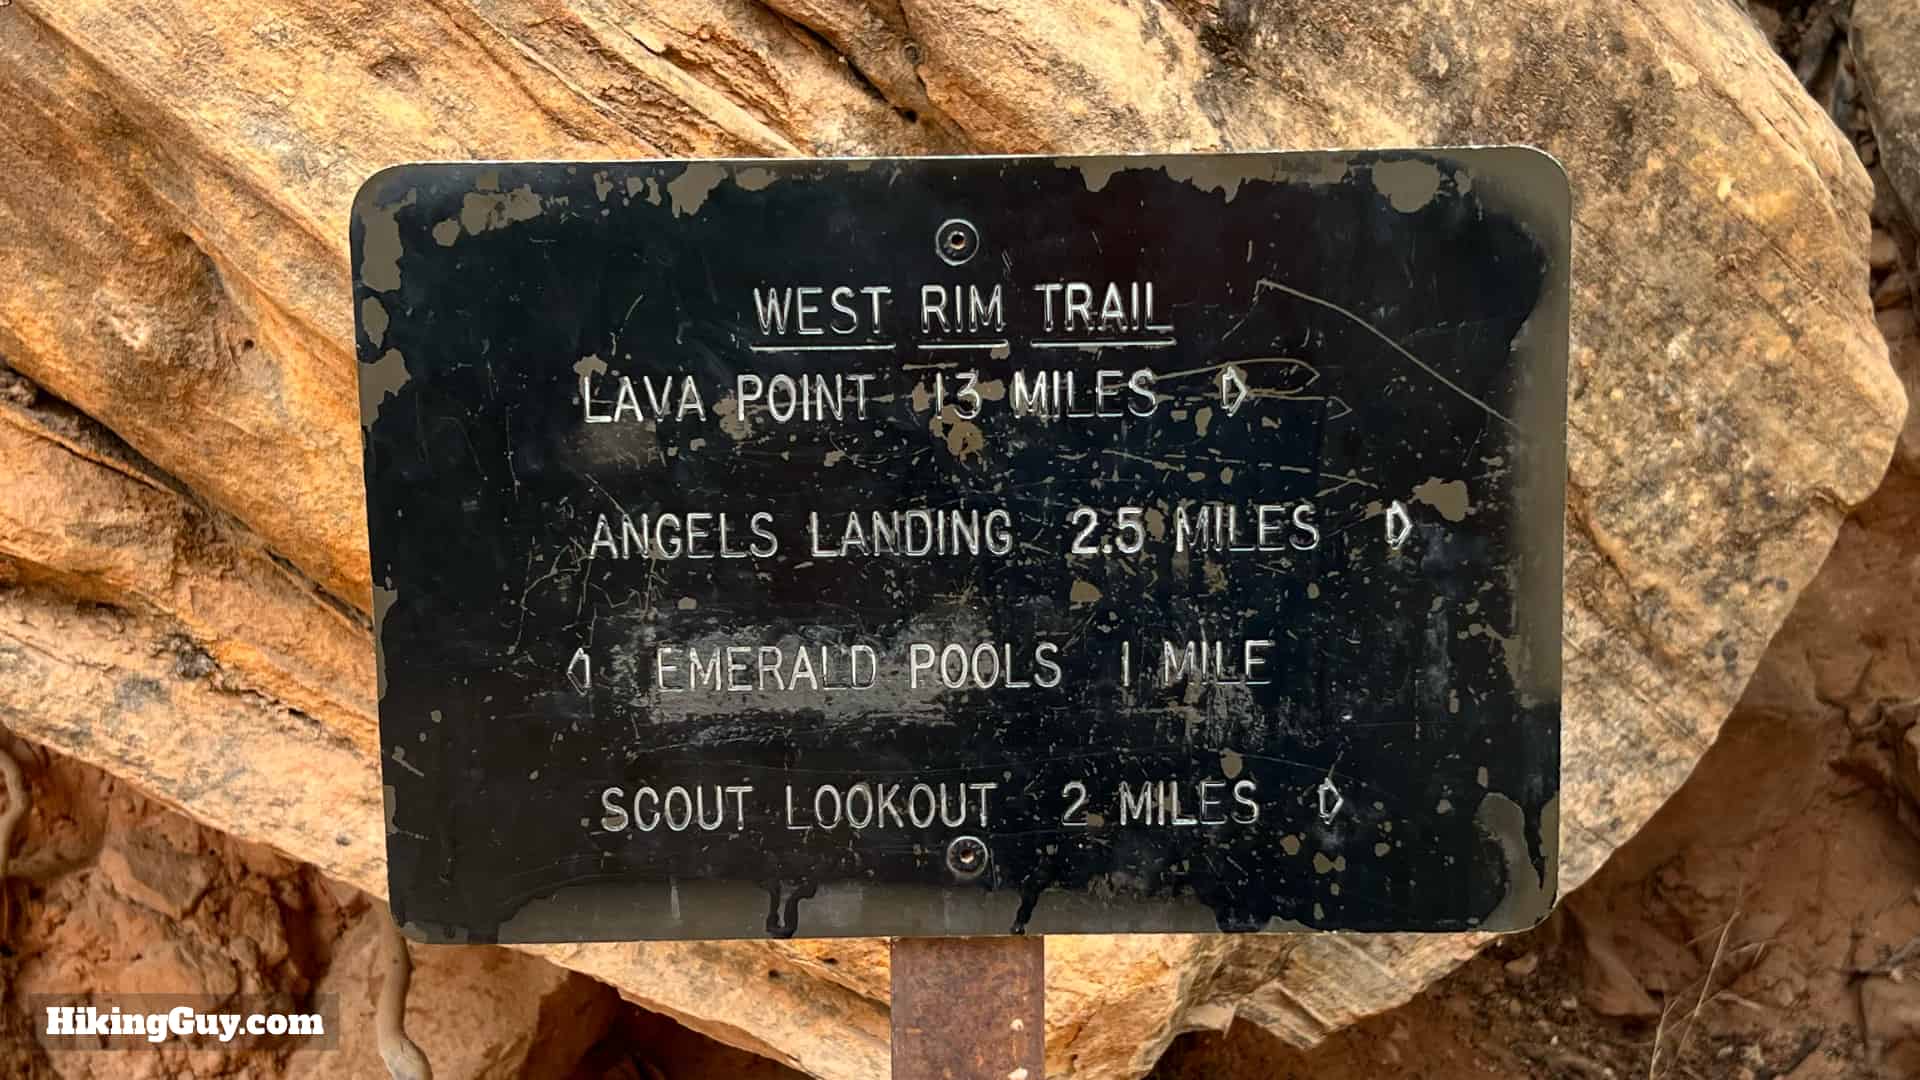 WEST RIM TRAIL
LAVA POINT 13 MILES
ANGELS LANDING 2.5 MILES
EMERALD POOLS 1 MILE
SCOUT LOOKOUT 2 MILES
HikingGuy.com